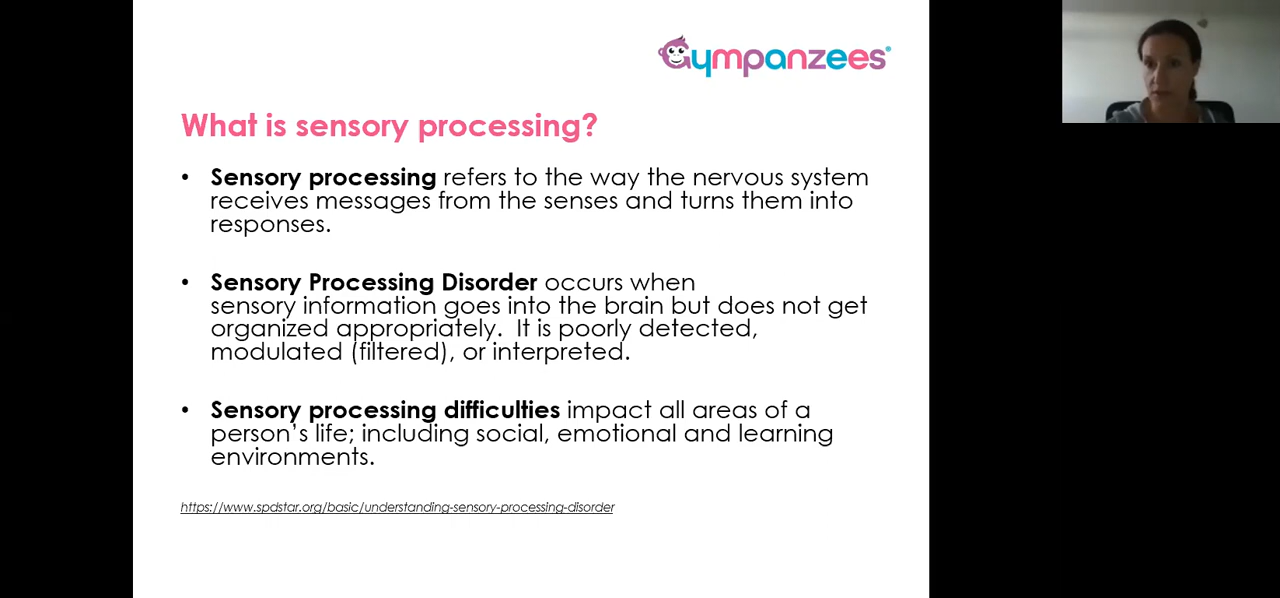 Gympanzees®
What is sensory processing?
• Sensory processing refers to the way the nervous system
receives messages from the senses and turns them into
responses.
• Sensory Processing Disorder occurs when
sensory information goes into the brain but does not get
organized appropriately.  It is poorly detected,
modulated (filtered), or interpreted.
• Sensory processing difficulties impact all areas of a
person’s life; including social, emotional and learning
environments.
https://www.spdstar.org/basic/understanding-sensory-processing-disorder